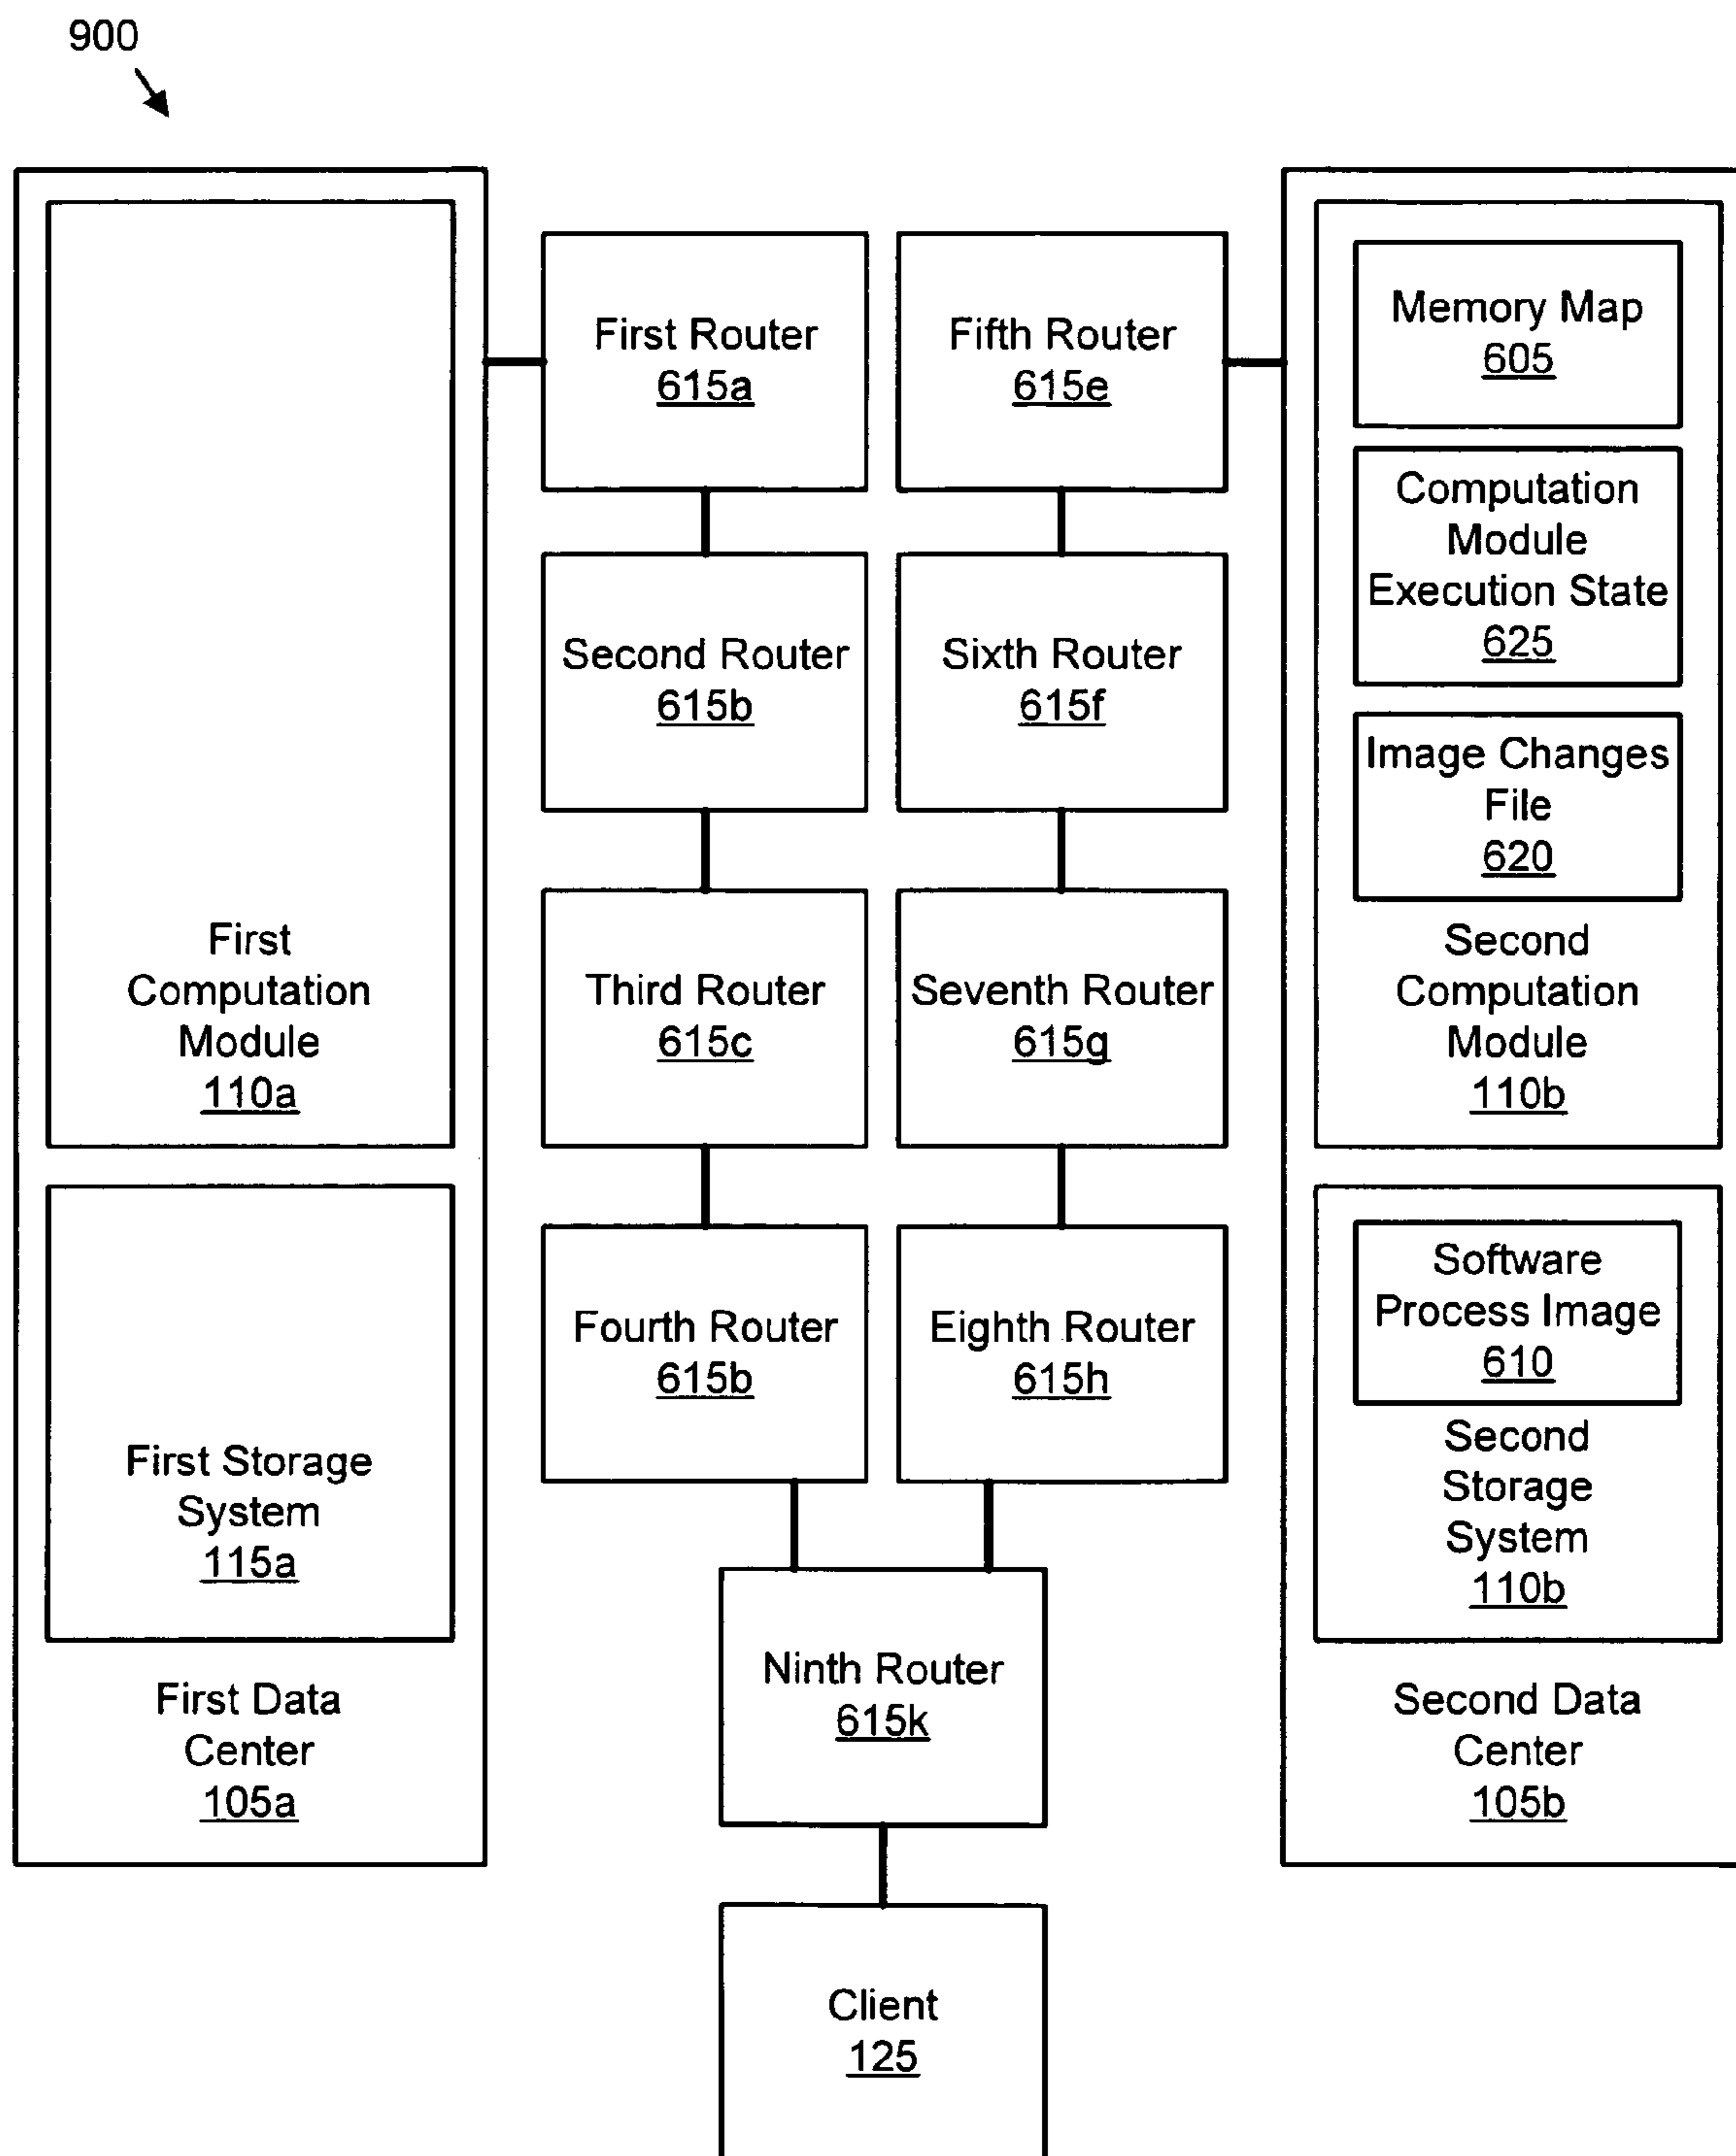 900
First
Computation
Module
110a
First Storage
System
115a
First Data
Center
105a
First Router
615a
Second Router
615b
Third Router
615c
Fourth Router
615b
Fifth Router
615e
Sixth Router
615f
Seventh Router
615g
Eighth Router
615h
Ninth Router
615k
Client
125
Memory Map
605
Computation
Module
Execution State
625
Image Changes
File
620
Second
Computation
Module
110b
Software
Process Image
610
Second
Storage
System
110b
Second Data
Center
105b